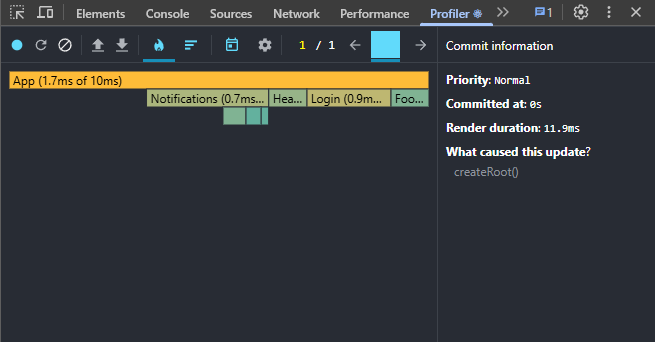 Elements Console Sources Network Performance Profiler 1
1 / 1
Commit information
App (1.7ms of 10ms)
Notifications (0.7ms... Hea... Login (0.9m... Foo...
Priority: Normal
Committed at: 0s
Render duration: 11.9ms
What caused this update?
createRoot()